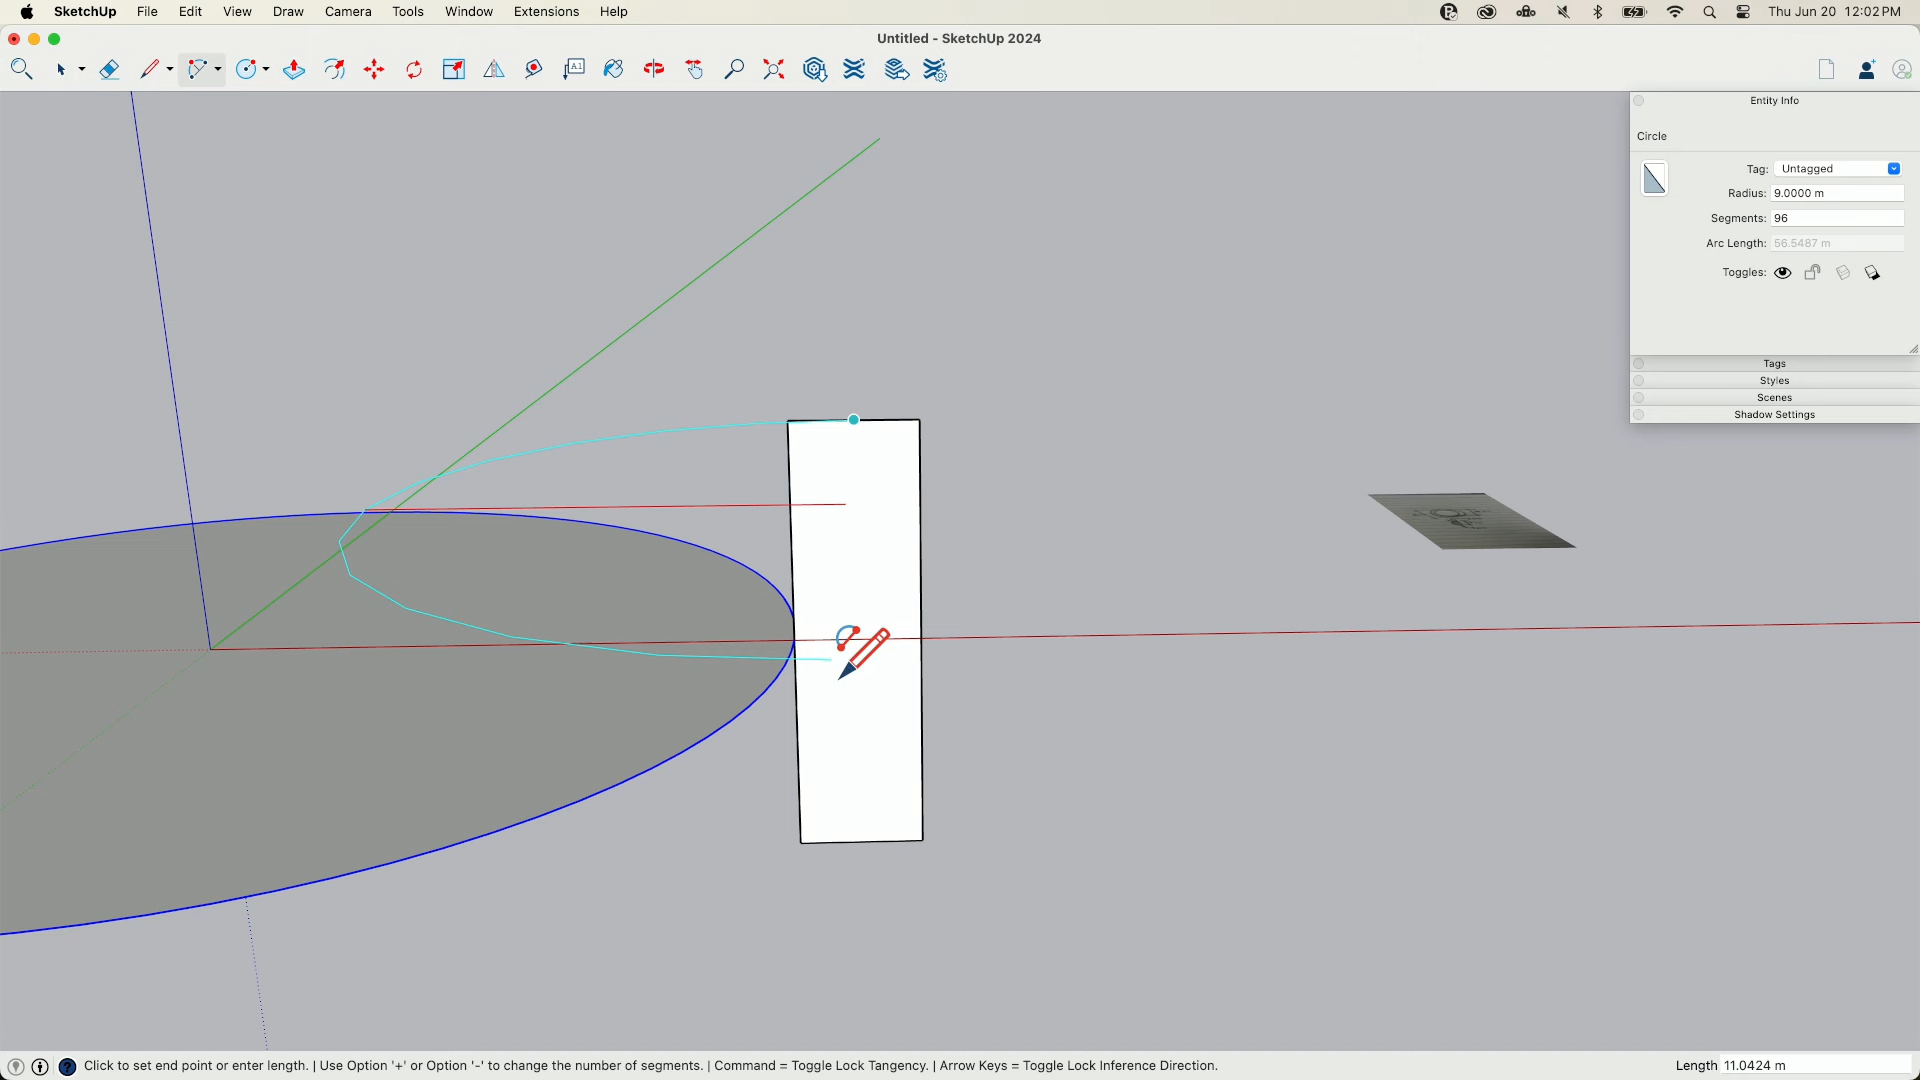 SketchUp File Edit View Draw Camera Tools Window Extensions Help Thu Jun 20 12:02 PM
Untitled - SketchUp 2024
A1
Entity Info
Circle
Tag: Untagged
Radius: 9.0000 m
Segments: 96
Arc Length: 56.5487 m
Toggles:
Tags
Styles
Scenes
Shadow Settings
Click to set end point or enter length. | Use Option '+' or Option '-' to change the number of segments. | Command = Toggle Lock Tangency. | Arrow Keys = Toggle Lock Inference Direction. Length 11.0424 m